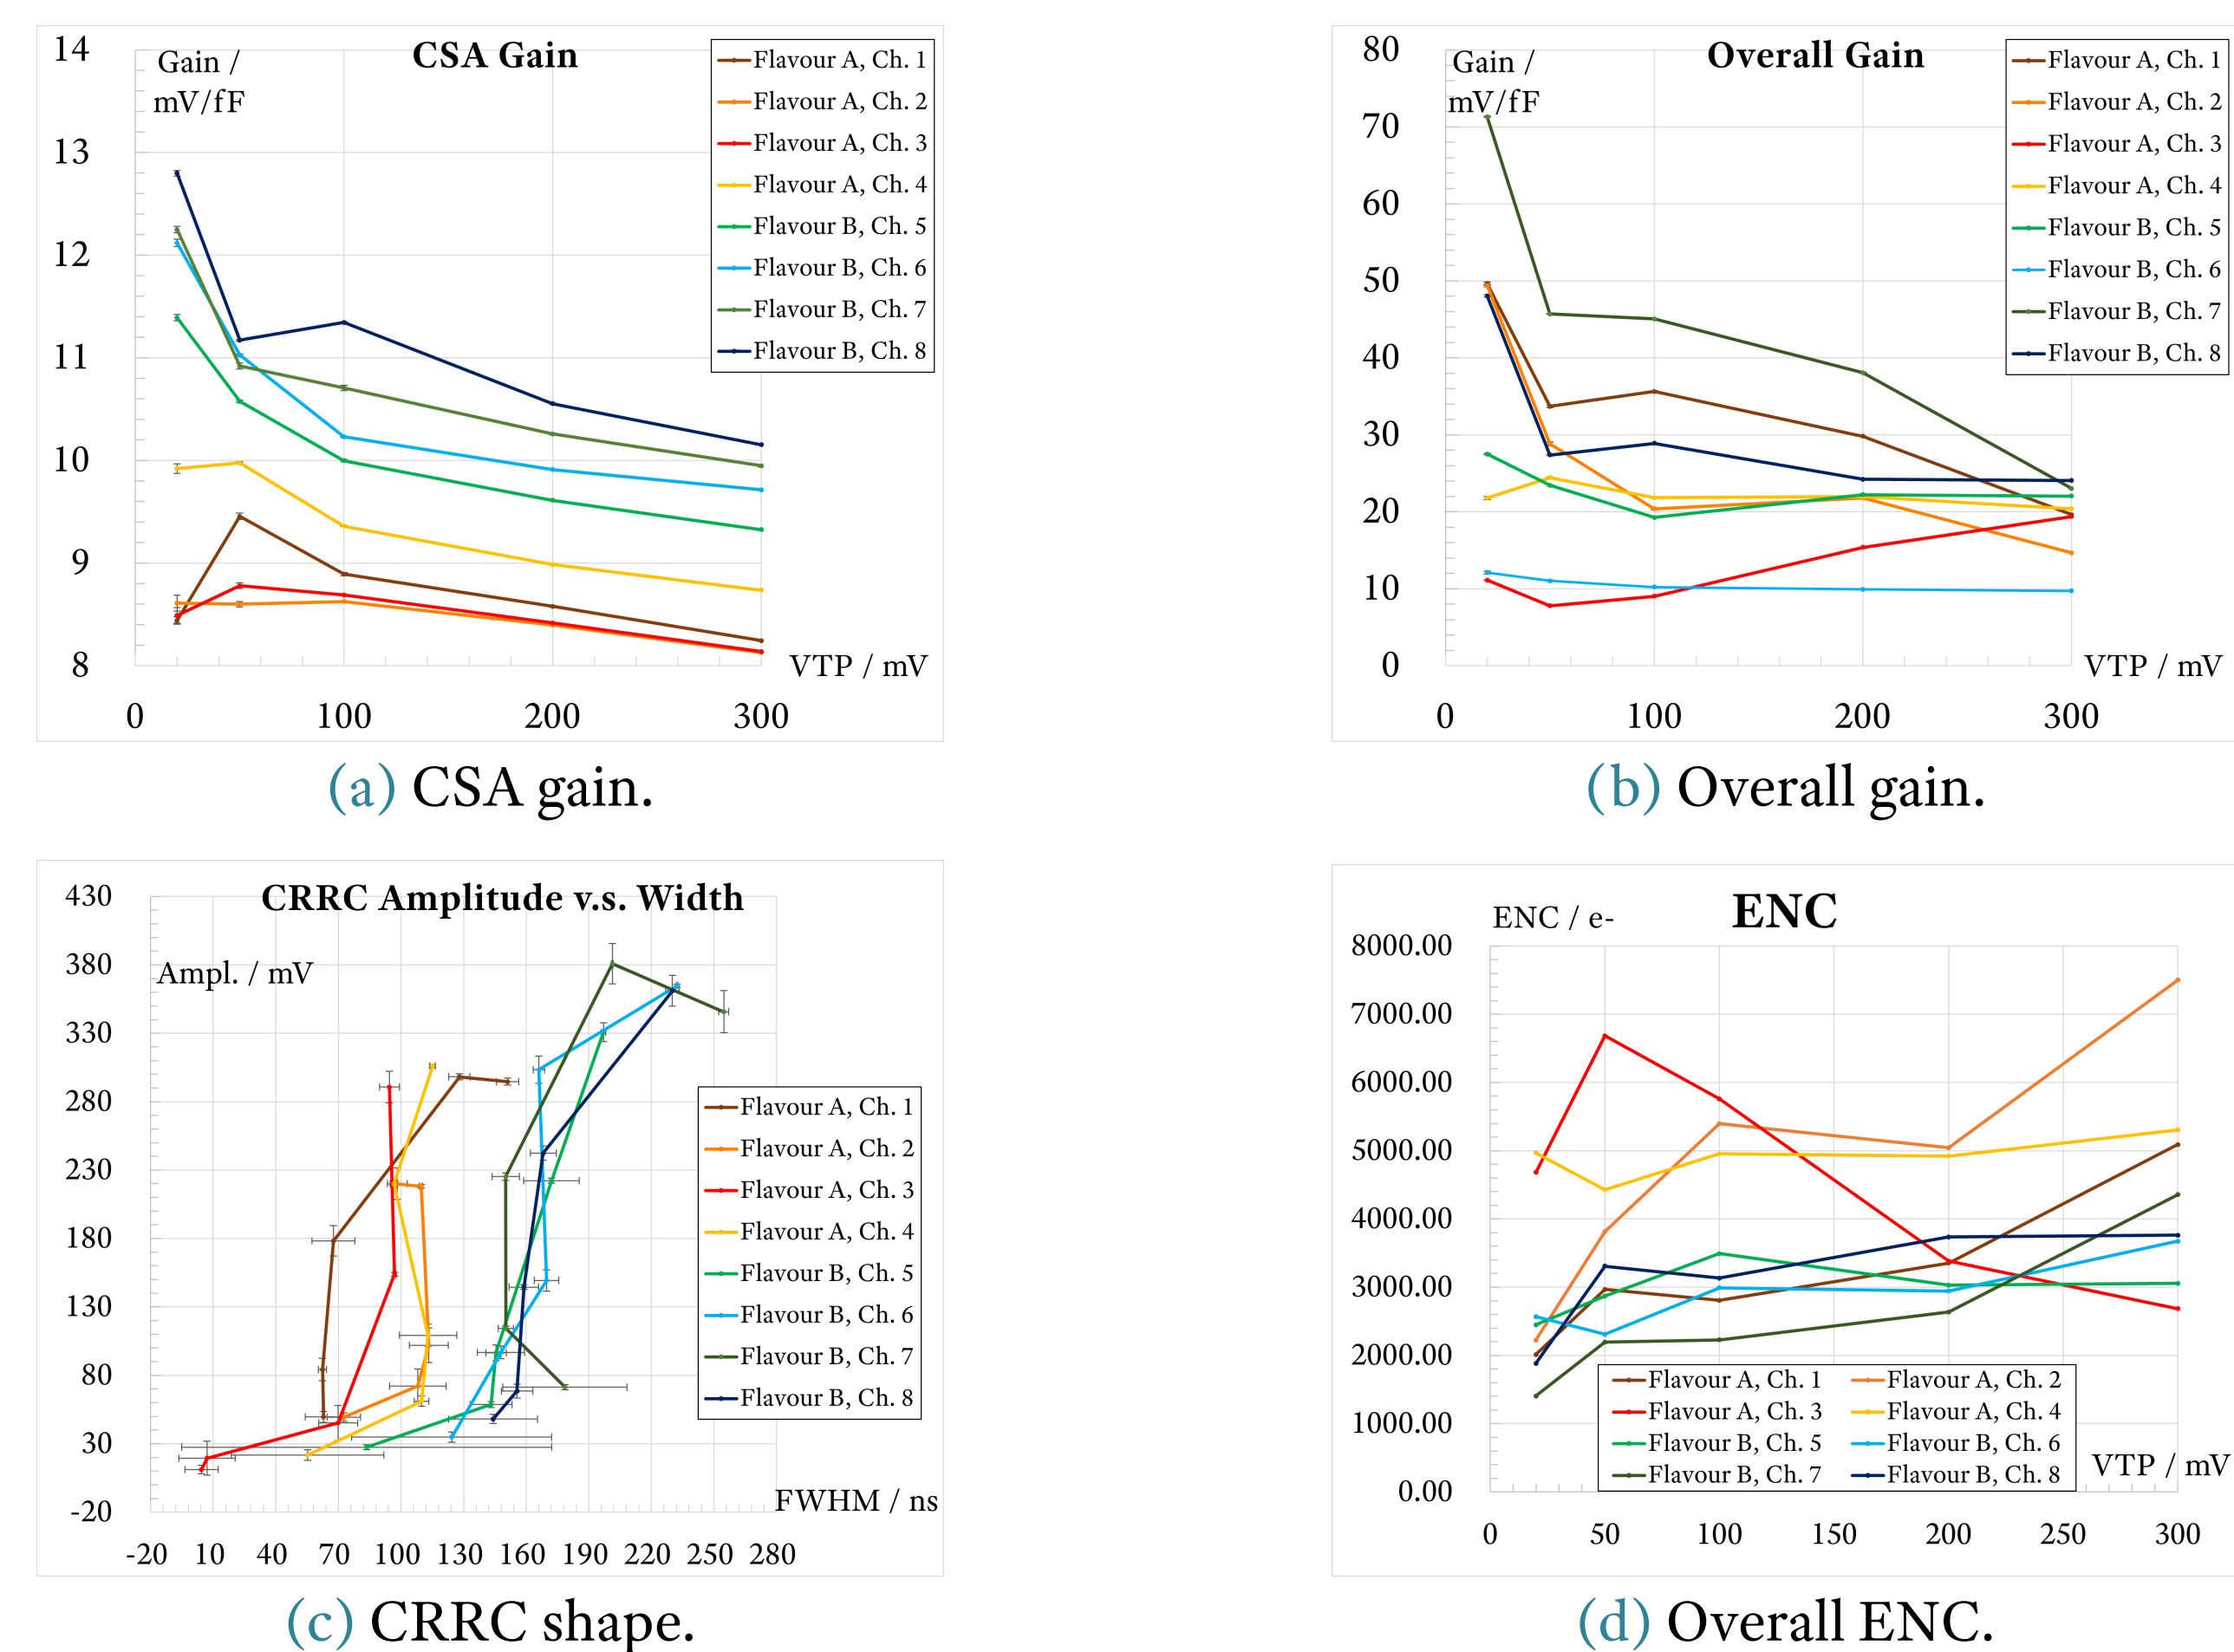 CSA Gain
Gain /
mV/fF
14
13
12
11
10
9
8
0
100
200
300
VTP / mV
Flavour A, Ch. 1
Flavour A, Ch. 2
Flavour A, Ch. 3
Flavour A, Ch. 4
Flavour B, Ch. 5
Flavour B, Ch. 6
Flavour B, Ch. 7
Flavour B, Ch. 8
(a) CSA gain.
Overall Gain
Gain /
mV/fF
80
70
60
50
40
30
20
10
0
0
100
200
300
VTP / mV
Flavour A, Ch. 1
Flavour A, Ch. 2
Flavour A, Ch. 3
Flavour A, Ch. 4
Flavour B, Ch. 5
Flavour B, Ch. 6
Flavour B, Ch. 7
Flavour B, Ch. 8
(b) Overall gain.
CRRC Amplitude v.s. Width
Ampl. / mV
430
380
330
280
230
180
130
80
30
-20
-20
10
40
70
100
130
160
190
220
250
280
FWHM / ns
Flavour A, Ch. 1
Flavour A, Ch. 2
Flavour A, Ch. 3
Flavour A, Ch. 4
Flavour B, Ch. 5
Flavour B, Ch. 6
Flavour B, Ch. 7
Flavour B, Ch. 8
(c) CRRC shape.
ENC
ENC / e-
8000.00
7000.00
6000.00
5000.00
4000.00
3000.00
2000.00
1000.00
0.00
0
50
100
150
200
250
300
VTP / mV
Flavour A, Ch. 1
Flavour A, Ch. 2
Flavour A, Ch. 3
Flavour A, Ch. 4
Flavour B, Ch. 5
Flavour B, Ch. 6
Flavour B, Ch. 7
Flavour B, Ch. 8
(d) Overall ENC.